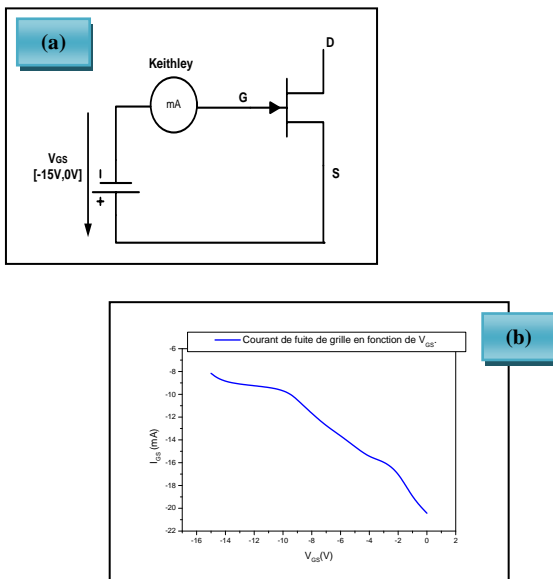 (a)
Keithley
D
mA
G
VGS
[-15V,0V]
S
+
(b)
Courant de fuite de grille en fonction de VGS-
-6
-8
-10
-12
-14
-16
-18
-20
-22
IGS (mA)
-16 -14 -12 -10 -8 -6 -4 -2 0 2
VGS(V)